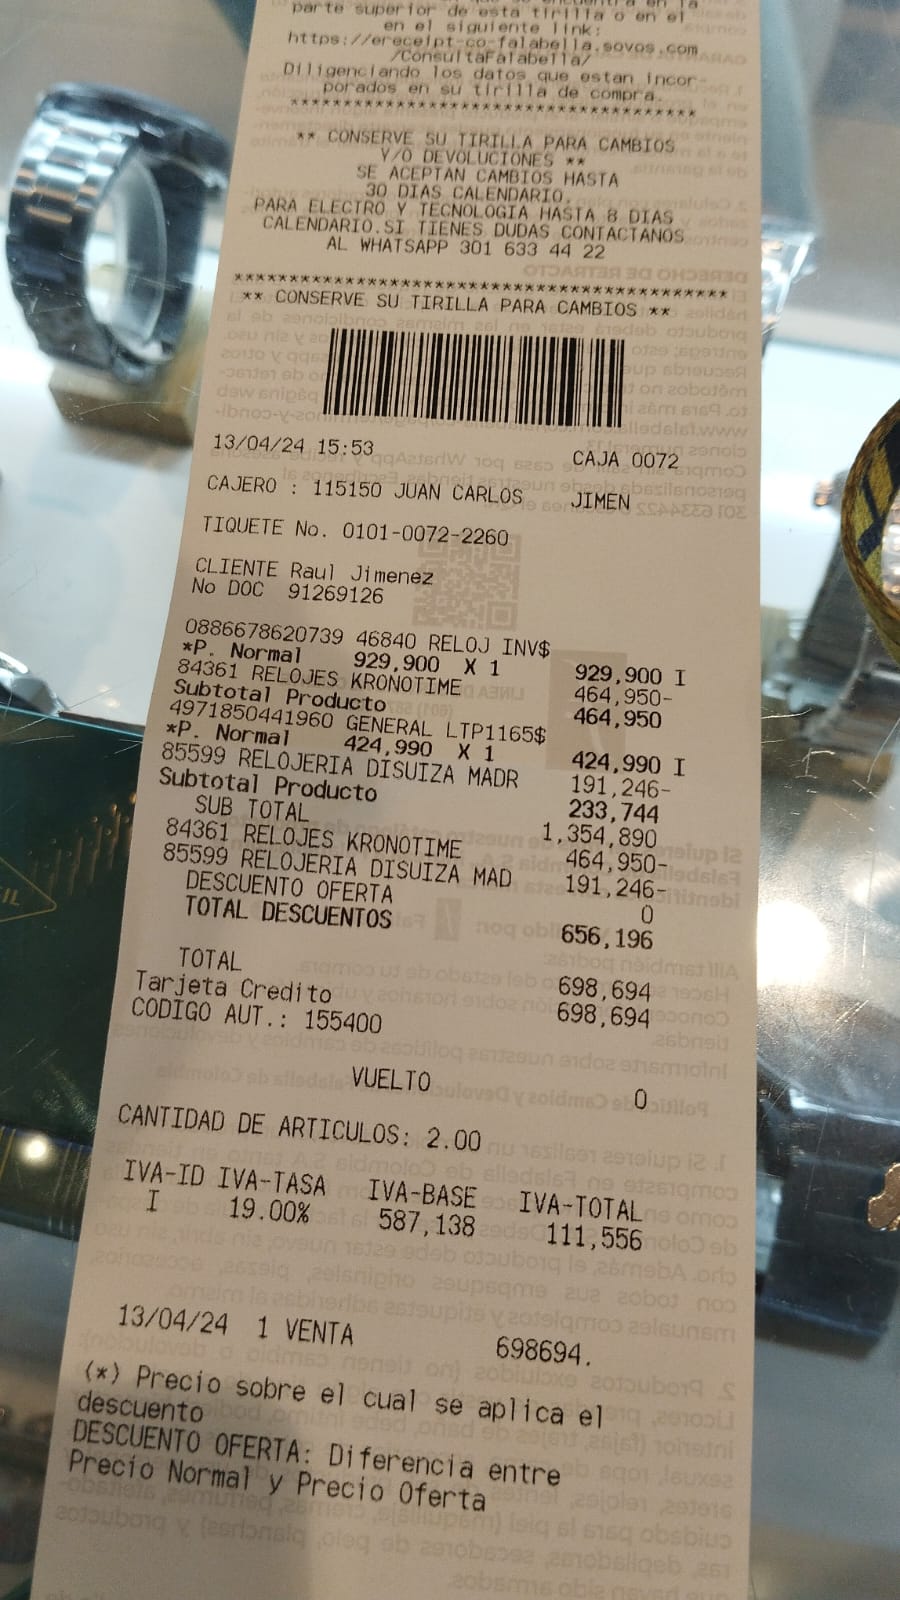 parte superior de esta tirilla o en el
en el siguiente link:
https://ereceipt-co-falabella.sovos.com
/ConsultaFalabella/
Diligenciando los datos que estan incor-
porados en su tirilla de compra.
****************************************
** CONSERVE SU TIRILLA PARA CAMBIOS
Y/O DEVOLUCIONES **
SE ACEPTAN CAMBIOS HASTA
30 DIAS CALENDARIO.
PARA ELECTRO Y TECNOLOGIA HASTA 8 DIAS
CALENDARIO.SI TIENES DUDAS CONTACTANOS
AL WHATSAPP 301 633 44 22
****************************************
** CONSERVE SU TIRILLA PARA CAMBIOS **
13/04/24 15:53 CAJA 0072
CAJERO : 115150 JUAN CARLOS JIMEN
TIQUETE No. 0101-0072-2260
CLIENTE Raul Jimenez
No DOC 91269126
0886678620739 46840 RELOJ INV$
*P. Normal 929,900 X 1 929,900 I
84361 RELOJES KRONOTIME 464,950-
Subtotal Producto 464,950
4971850441960 GENERAL LTP1165$
*P. Normal 424,990 X 1 424,990 I
85599 RELOJERIA DISUIZA MADR 191,246-
Subtotal Producto 233,744
SUB TOTAL 1,354,890
84361 RELOJES KRONOTIME 464,950-
85599 RELOJERIA DISUIZA MAD 191,246-
DESCUENTO OFERTA 0
TOTAL DESCUENTOS 656,196
TOTAL 698,694
Tarjeta Credito 698,694
CODIGO AUT.: 155400
VUELTO 0
CANTIDAD DE ARTICULOS: 2.00
IVA-ID IVA-TASA IVA-BASE IVA-TOTAL
I 19.00% 587,138 111,556
13/04/24 1 VENTA 698694.
(*) Precio sobre el cual se aplica el
descuento
DESCUENTO OFERTA: Diferencia entre
Precio Normal y Precio Oferta